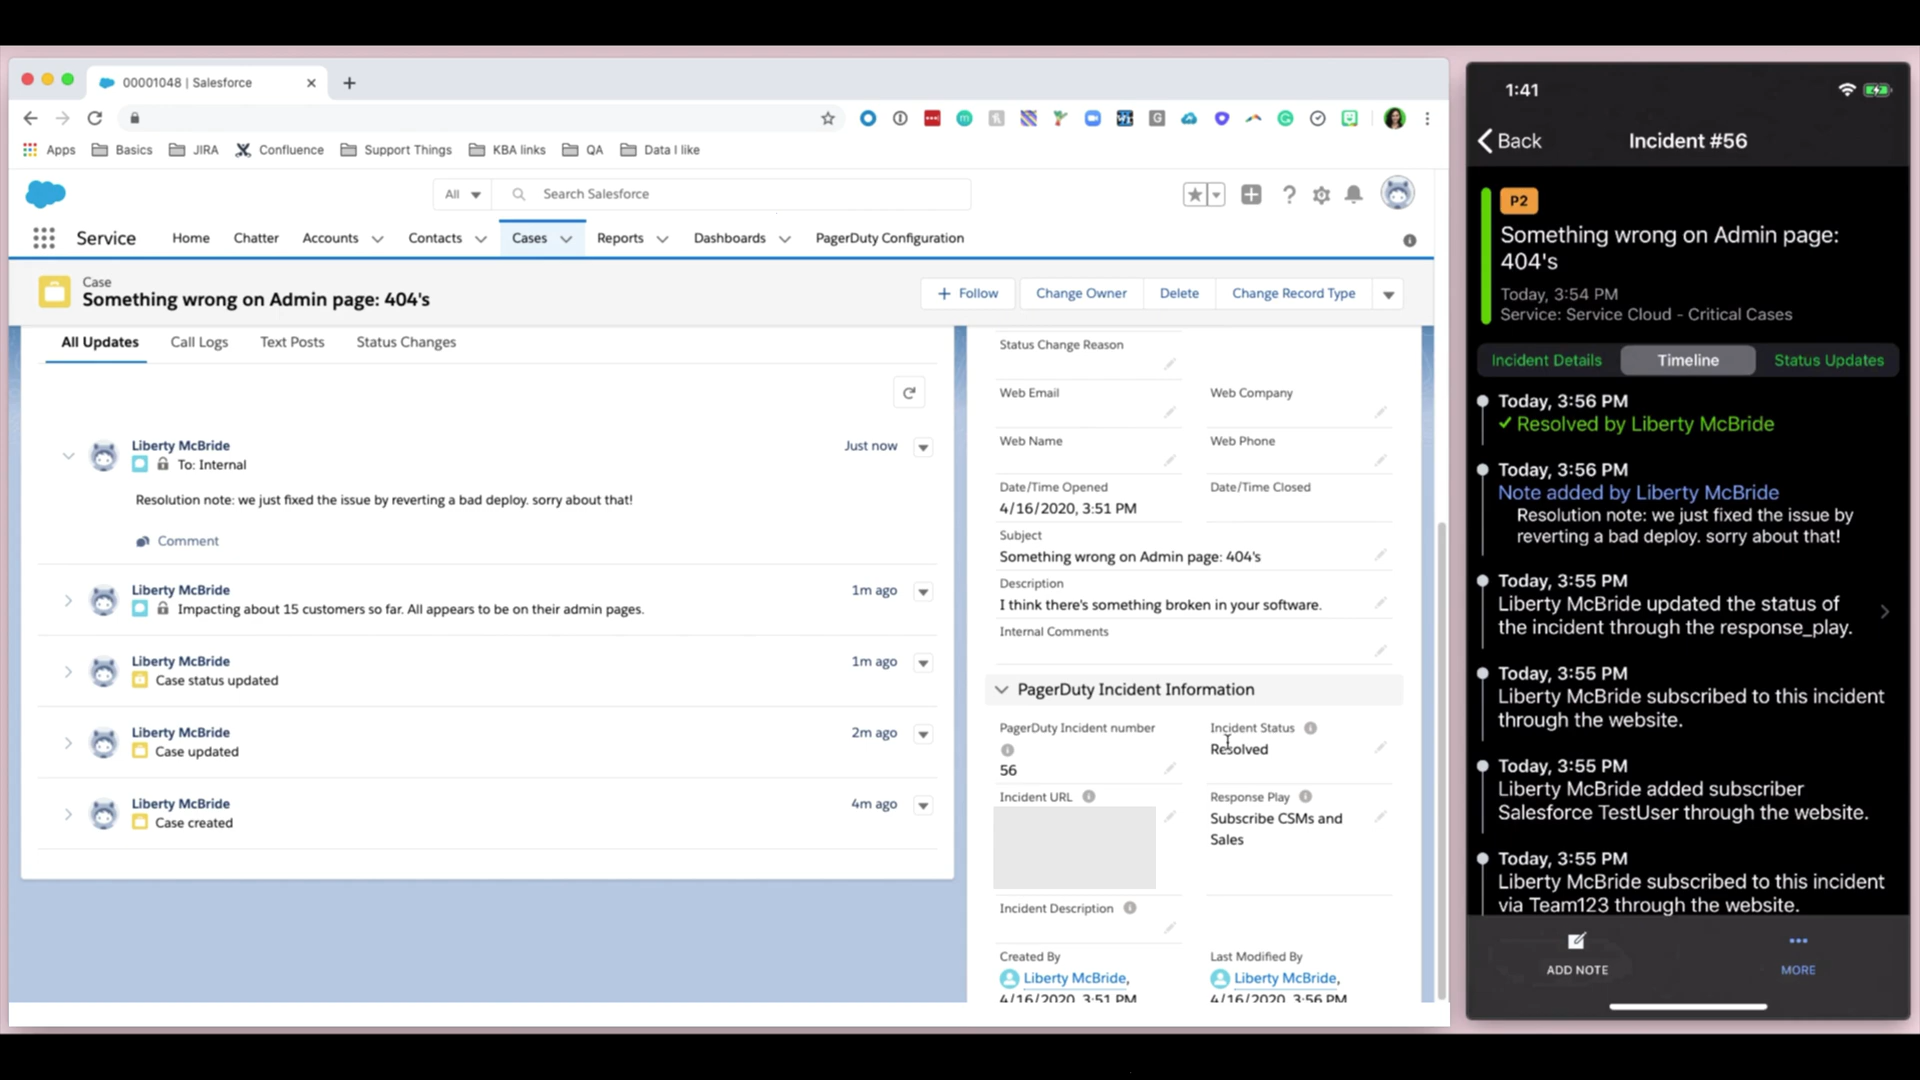 00001048 | Salesforce
Apps
Basics
JIRA
Confluence
Support Things
KBA links
QA
Data I like
All
Search Salesforce
Service
Home
Chatter
Accounts
Contacts
Cases
Reports
Dashboards
PagerDuty Configuration
Case
Something wrong on Admin page: 404's
+ Follow
Change Owner
Delete
Change Record Type
All Updates
Call Logs
Text Posts
Status Changes
Liberty McBride
Just now
To: Internal
Resolution note: we just fixed the issue by reverting a bad deploy. sorry about that!
Comment
Liberty McBride
1m ago
Impacting about 15 customers so far. All appears to be on their admin pages.
Liberty McBride
1m ago
Case status updated
Liberty McBride
2m ago
Case updated
Liberty McBride
4m ago
Case created
Status Change Reason
Web Email
Web Company
Web Name
Web Phone
Date/Time Opened
4/16/2020, 3:51 PM
Date/Time Closed
Subject
Something wrong on Admin page: 404's
Description
I think there's something broken in your software.
Internal Comments
PagerDuty Incident Information
PagerDuty Incident number
56
Incident Status
Resolved
Incident URL
Response Play
Subscribe CSMs and
Sales
Incident Description
Created By
Liberty McBride,
4/16/2020, 3:51 PM
Last Modified By
Liberty McBride,
4/16/2020, 3:56 PM
1:41
Back
Incident #56
P2
Something wrong on Admin page:
404's
Today, 3:54 PM
Service: Service Cloud - Critical Cases
Incident Details
Timeline
Status Updates
Today, 3:56 PM
Resolved by Liberty McBride
Today, 3:56 PM
Note added by Liberty McBride
Resolution note: we just fixed the issue by
reverting a bad deploy. sorry about that!
Today, 3:55 PM
Liberty McBride updated the status of
the incident through the response_play.
Today, 3:55 PM
Liberty McBride subscribed to this incident
through the website.
Today, 3:55 PM
Liberty McBride added subscriber
Salesforce TestUser through the website.
Today, 3:55 PM
Liberty McBride subscribed to this incident
via Team123 through the website.
ADD NOTE
MORE